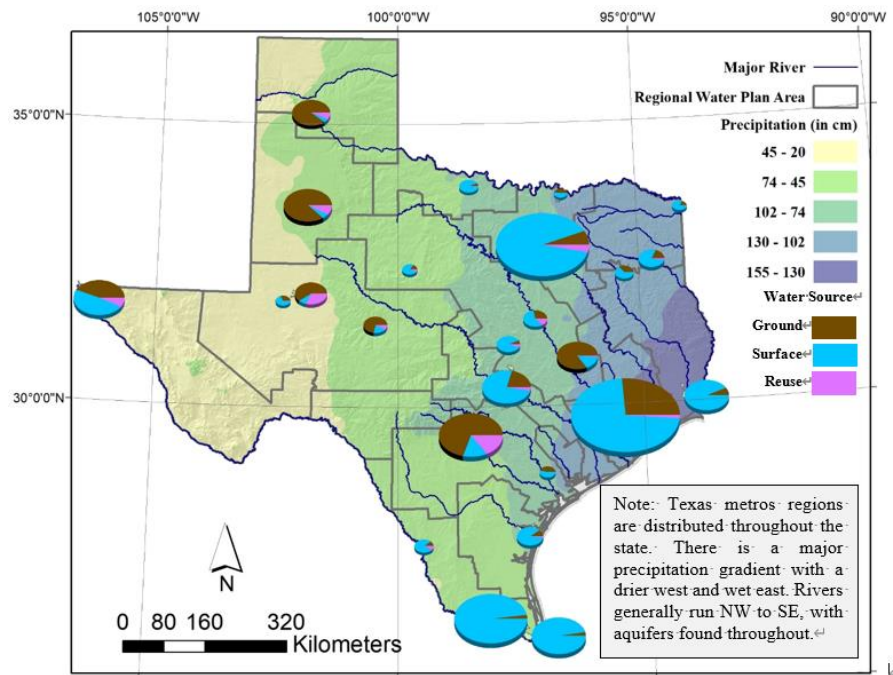 105°0'0"W 100°0'0"W 95°0'0"W 90°0'0"W
35°0'0"N
30°0'0"N
Major River
Regional Water Plan Area
Precipitation (in cm)
45 - 20
74 - 45
102 - 74
130 - 102
155 - 130
Water Source
Ground
Surface
Reuse
Note: Texas metros regions
are distributed throughout the
state. There is a major
precipitation gradient with a
drier west and wet east. Rivers
generally run NW to SE, with
aquifers found throughout.
N
0 80 160 320
Kilometers